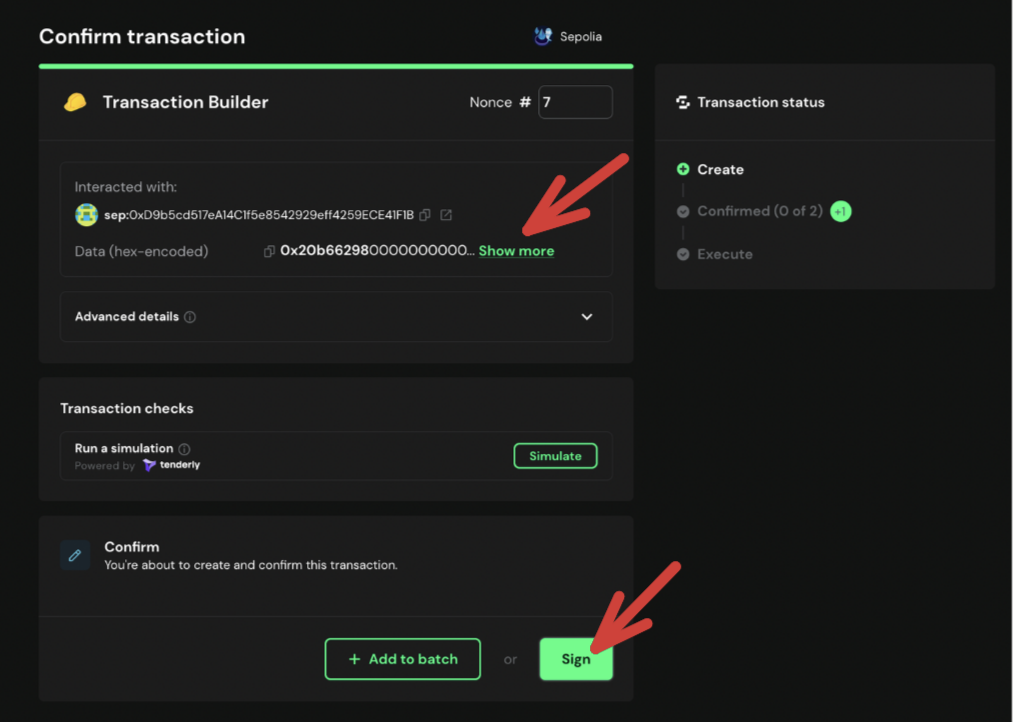 Confirm transaction
Sepolia
Transaction Builder
Nonce # 7
Interacted with:
sep:0xD9b5cd517eA14C1f5e8542929eff4259ECE41F1B
Data (hex-encoded) 0x20b662980000000000... Show more
Advanced details
Transaction checks
Run a simulation
Powered by tenderly
Simulate
Confirm
You're about to create and confirm this transaction.
+ Add to batch or Sign
Transaction status
Create
Confirmed (0 of 2) +1
Execute